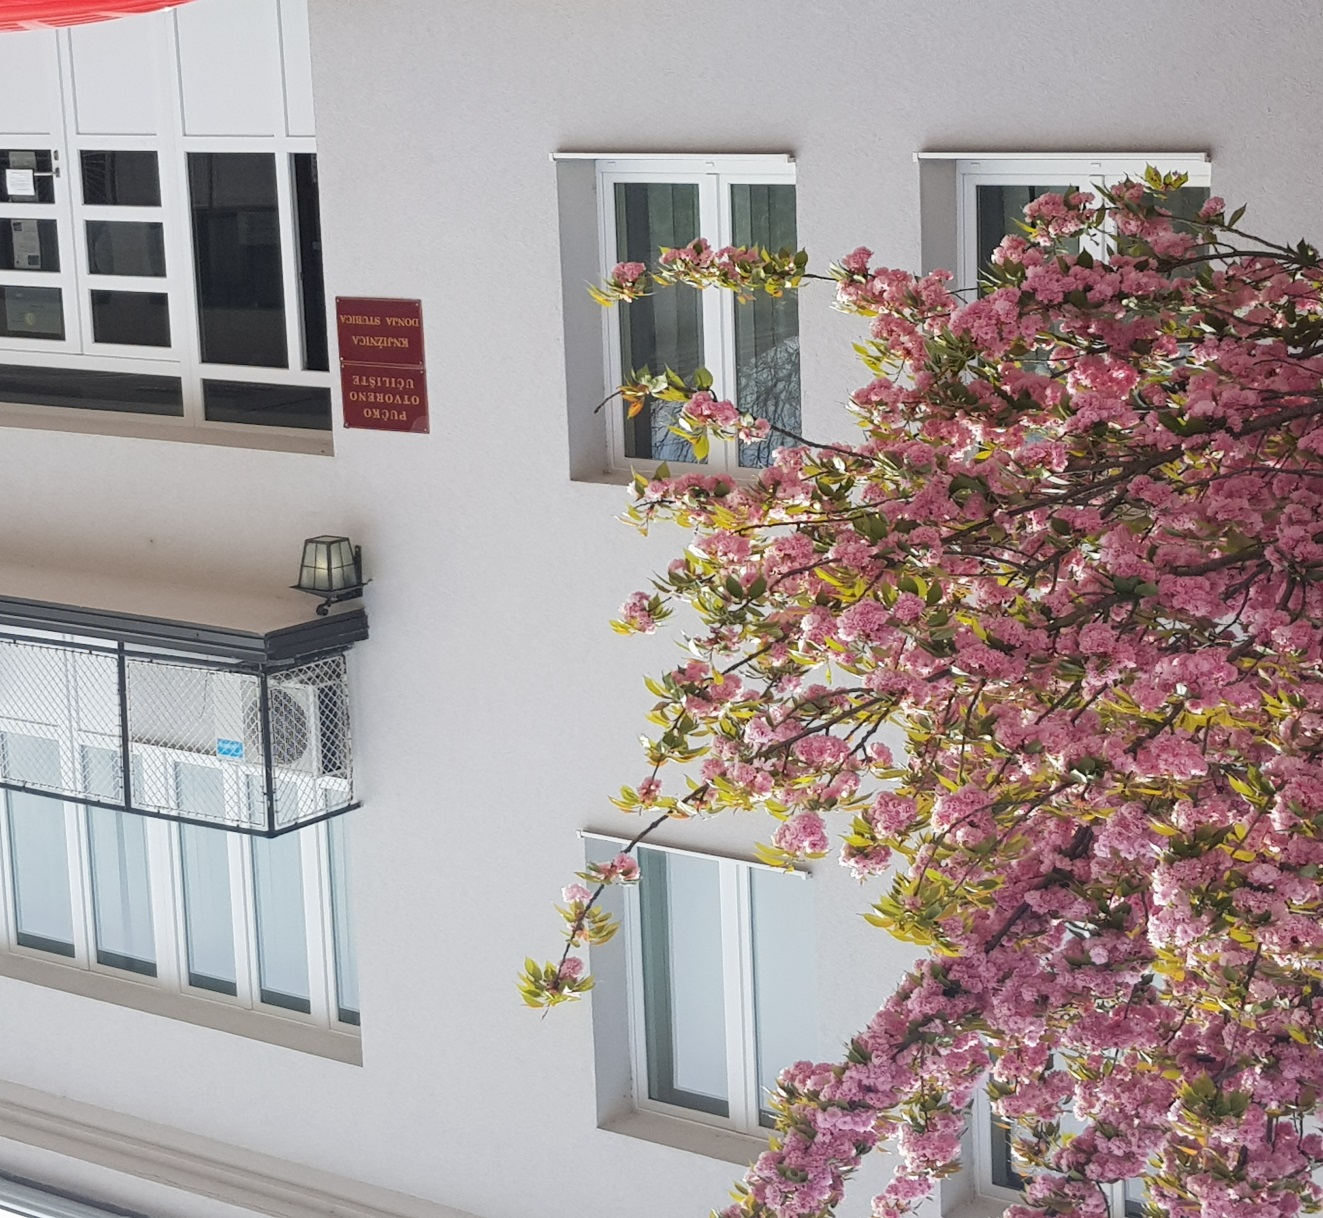 PUČKO
OTVORENO
UČILIŠTE
KNJIŽNICA
DONJA STUBICA